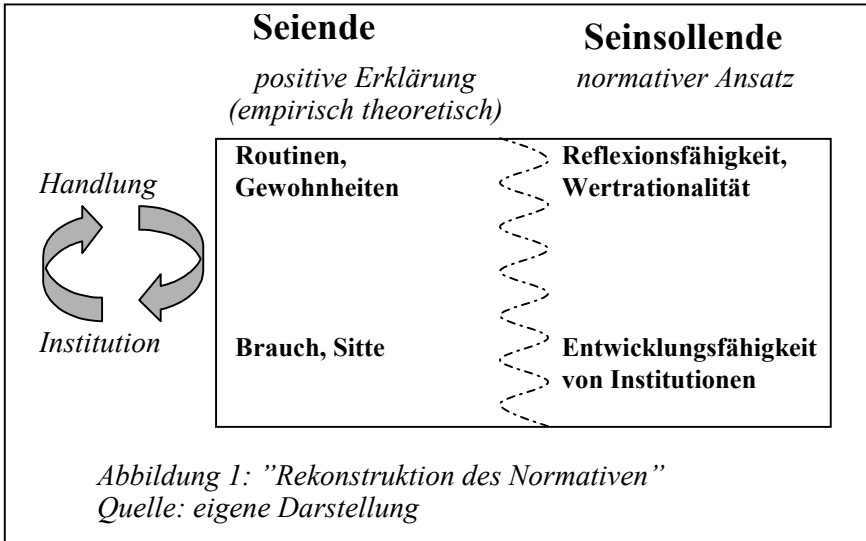 Seiende
Seinsollende
positive Erklärung
(empirisch theoretisch)
normativer Ansatz
Handlung
Routinen,
Gewohnheiten
Reflexionsfähigkeit,
Wertrationalität
Institution
Brauch, Sitte
Entwicklungsfähigkeit
von Institutionen
Abbildung 1: ”Rekonstruktion des Normativen”
Quelle: eigene Darstellung